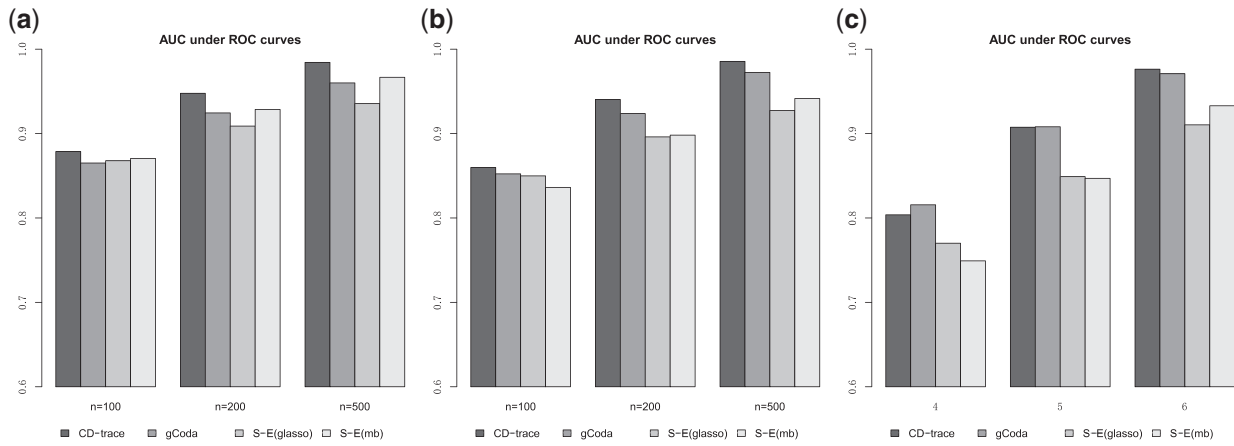 (a)
AUC under ROC curves
1.0
0.9
0.8
0.7
0.6
n=100 n=200 n=500
CD-trace gCoda S-E(glasso) S-E(mb)
(b)
AUC under ROC curves
1.0
0.9
0.8
0.7
0.6
n=100 n=200 n=500
CD-trace gCoda S-E(glasso) S-E(mb)
(c)
AUC under ROC curves
1.0
0.9
0.8
0.7
0.6
4 5 6
CD-trace gCoda S-E(glasso) S-E(mb)